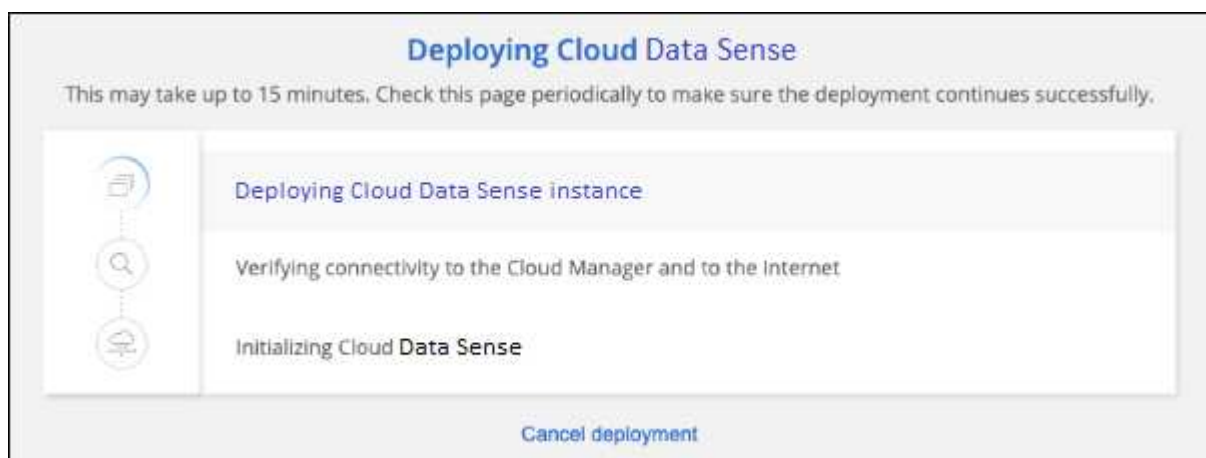 Deploying Cloud Data Sense
This may take up to 15 minutes. Check this page periodically to make sure the deployment continues successfully.
Deploying Cloud Data Sense instance
Verifying connectivity to the Cloud Manager and to the Internet
Initializing Cloud Data Sense
Cancel deployment